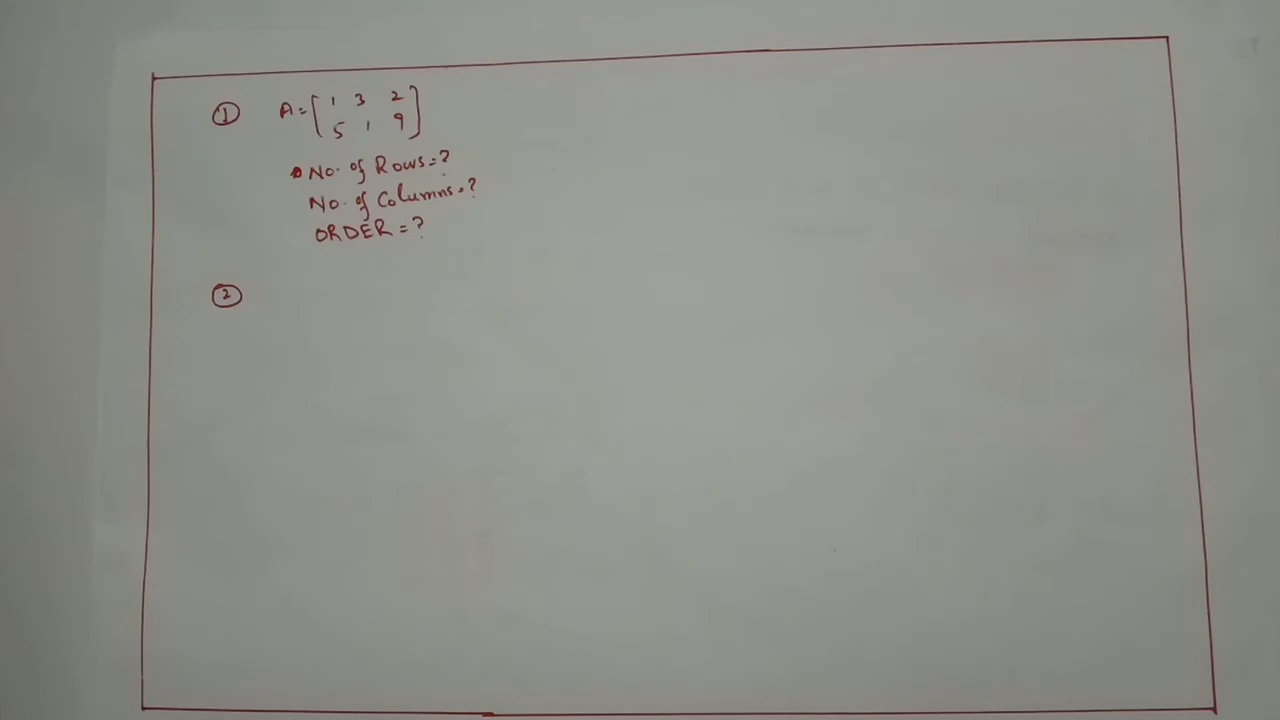 ① A = [ 1 3 2
5 1 9 ]
No. of Rows = ?
No. of Columns = ?
ORDER = ?
②